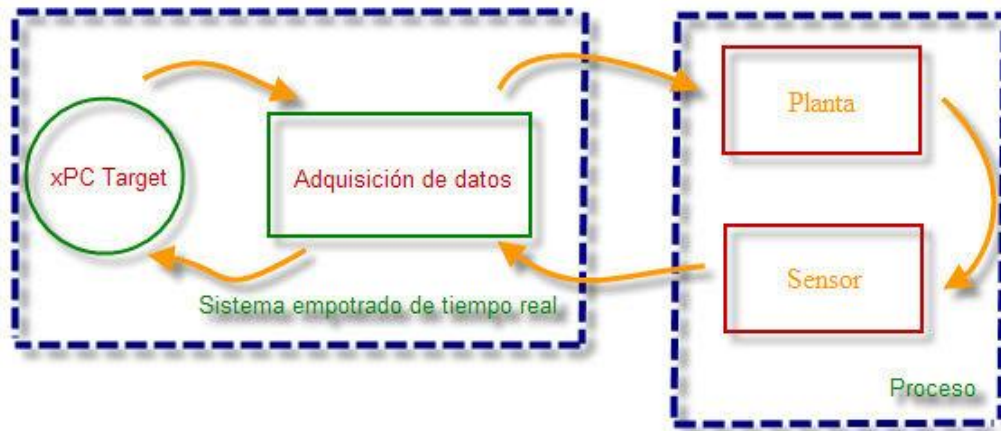 xPC Target
Adquisición de datos
Sistema empotrado de tiempo real
Planta
Sensor
Proceso